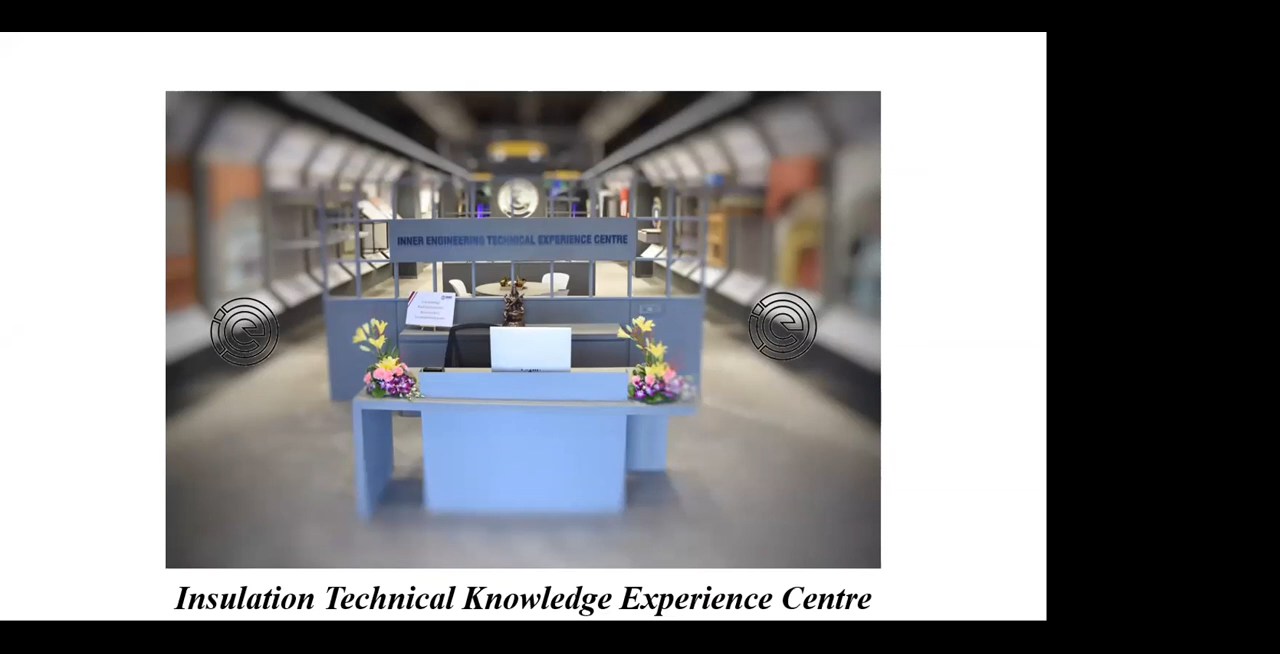 INNER ENGINEERING TECHNICAL EXPERIENCE CENTRE
Insulation Technical Knowledge Experience Centre